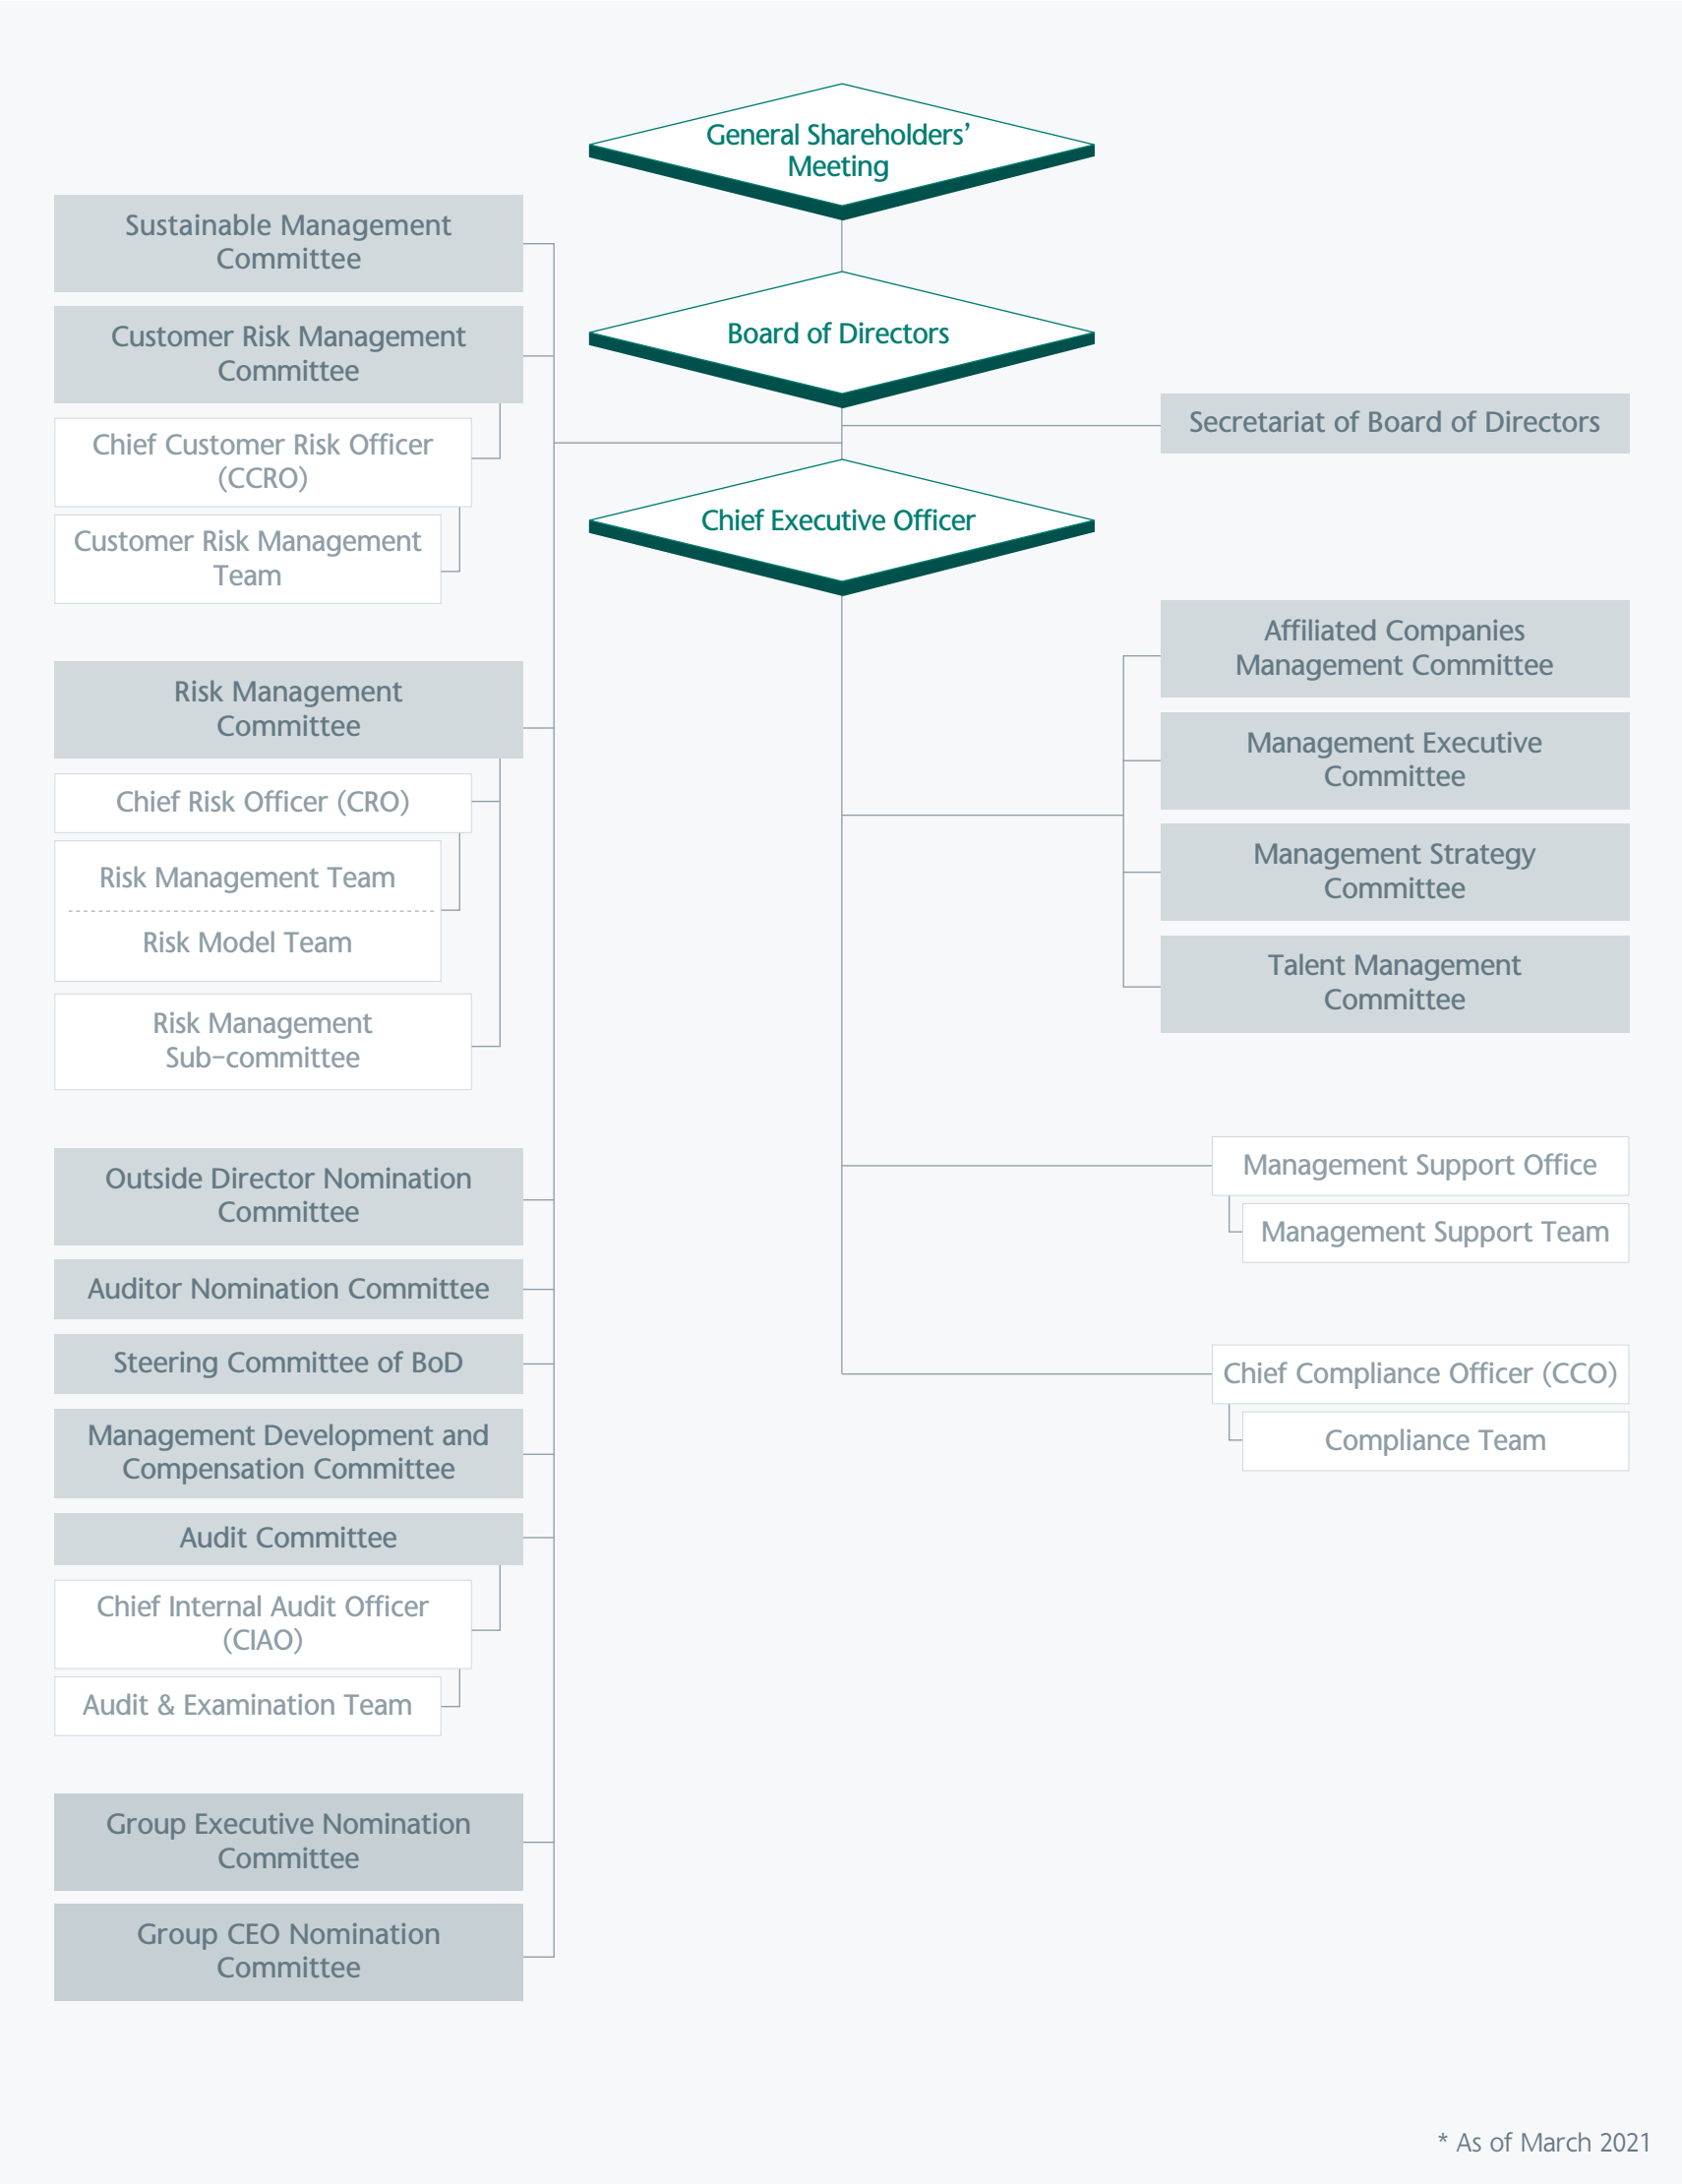 General Shareholders’
Meeting
Sustainable Management
Committee
Customer Risk Management
Committee
Chief Customer Risk Officer
(CCRO)
Customer Risk Management
Team
Risk Management
Committee
Chief Risk Officer (CRO)
Risk Management Team
Risk Model Team
Risk Management
Sub-committee
Outside Director Nomination
Committee
Auditor Nomination Committee
Steering Committee of BoD
Management Development and
Compensation Committee
Audit Committee
Chief Internal Audit Officer
(CIAO)
Audit & Examination Team
Group Executive Nomination
Committee
Group CEO Nomination
Committee
Board of Directors
Secretariat of Board of Directors
Chief Executive Officer
Affiliated Companies
Management Committee
Management Executive
Committee
Management Strategy
Committee
Talent Management
Committee
Management Support Office
Management Support Team
Chief Compliance Officer (CCO)
Compliance Team
* As of March 2021